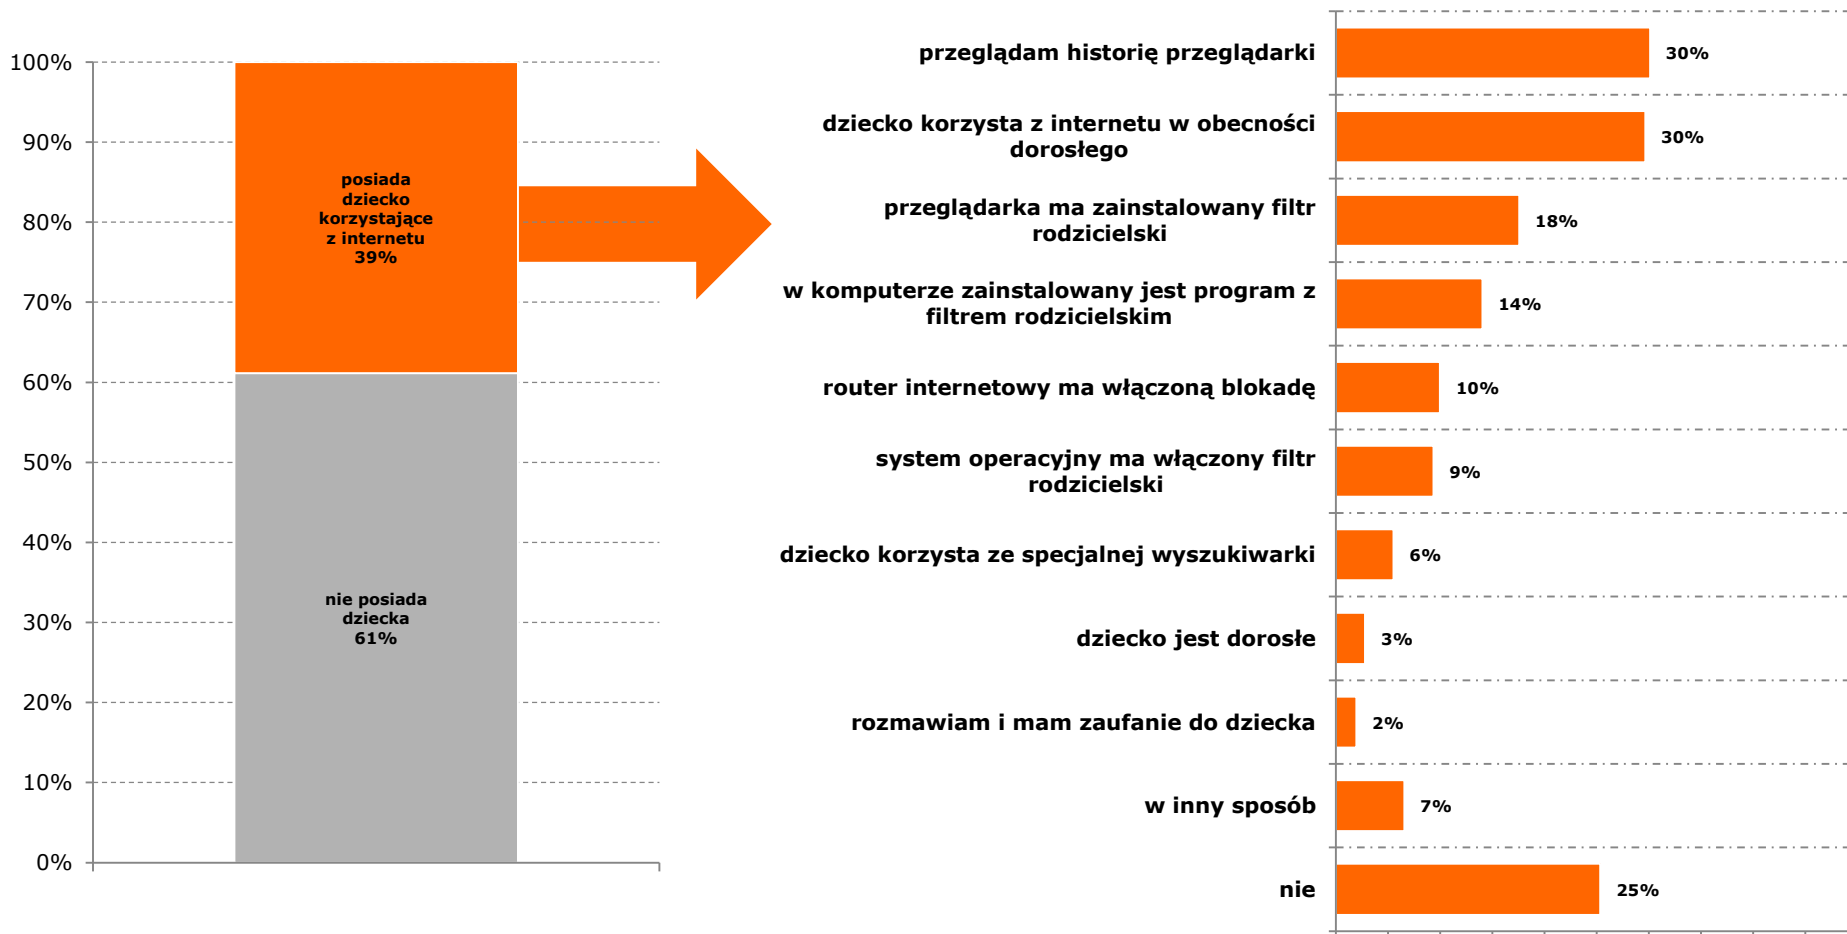 100%
90%
80%
70%
60%
50%
40%
30%
20%
10%
0%
posiada
dziecko
korzystające
z internetu
39%
nie posiada
dziecka
61%
przeglądam historię przeglądarki
30%
dziecko korzysta z internetu w obecności
dorosłego
30%
przeglądarka ma zainstalowany filtr
rodzicielski
18%
w komputerze zainstalowany jest program z
filtrem rodzicielskim
14%
router internetowy ma włączoną blokadę
10%
system operacyjny ma włączony filtr
rodzicielski
9%
dziecko korzysta ze specjalnej wyszukiwarki
6%
dziecko jest dorosłe
3%
rozmawiam i mam zaufanie do dziecka
2%
w inny sposób
7%
nie
25%